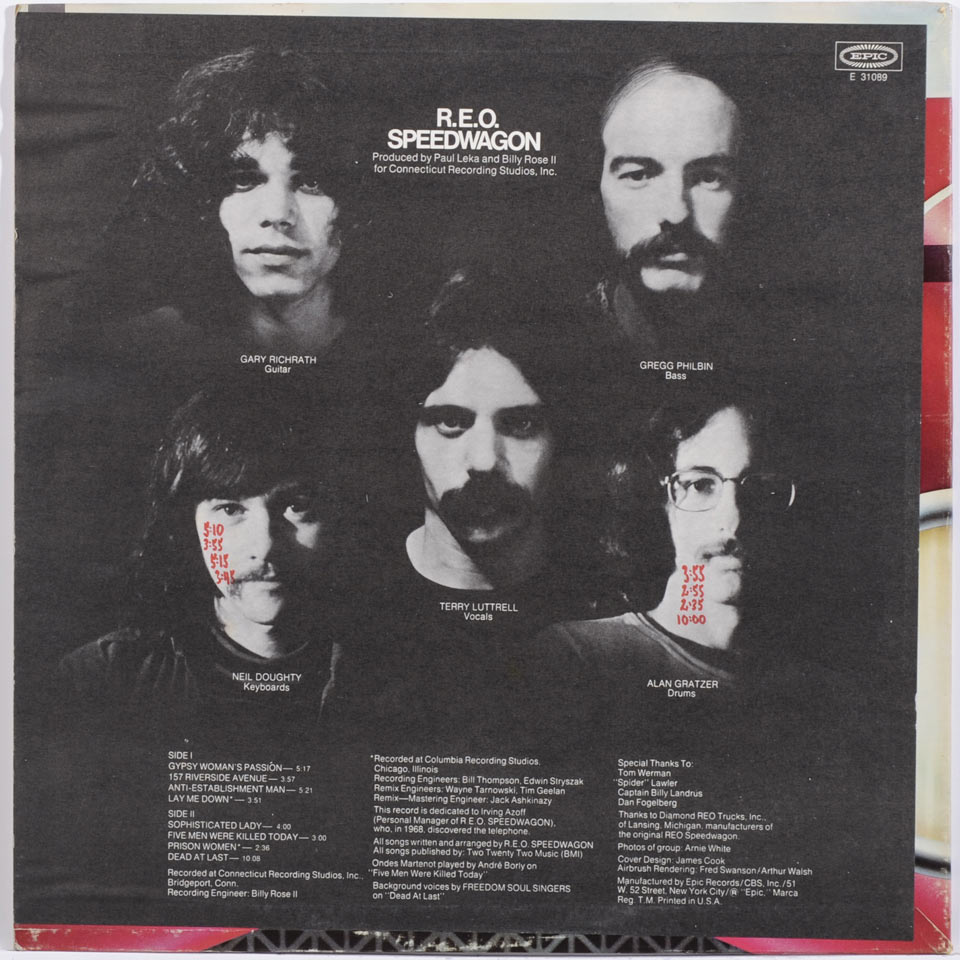 EPIC
E 31089
R.E.O.
SPEEDWAGON
Produced by Paul Leka and Billy Rose II
for Connecticut Recording Studios, Inc.
GARY RICHRATH
Guitar
GREGG PHILBIN
Bass
5:10
3:55
5:15
3:45
3:55
2:55
2:35
10:00
TERRY LUTTRELL
Vocals
NEIL DOUGHTY
Keyboards
ALAN GRATZER
Drums
SIDE I
GYPSY WOMAN'S PASSION— 5:17
157 RIVERSIDE AVENUE— 3:57
ANTI-ESTABLISHMENT MAN— 5:21
LAY ME DOWN*— 3:51
SIDE II
SOPHISTICATED LADY— 4:00
FIVE MEN WERE KILLED TODAY— 3:00
PRISON WOMEN*— 2:36
DEAD AT LAST— 10:08
Recorded at Connecticut Recording Studios, Inc.,
Bridgeport, Conn.
Recording Engineer: Billy Rose II
*Recorded at Columbia Recording Studios,
Chicago, Illinois
Recording Engineers: Bill Thompson, Edwin Stryszak
Remix Engineers: Wayne Tarnowski, Tim Geelan
Remix—Mastering Engineer: Jack Ashkinazy
This record is dedicated to Irving Azoff
(Personal Manager of R.E.O. SPEEDWAGON),
who, in 1968, discovered the telephone.
All songs written and arranged by R.E.O. SPEEDWAGON
All songs published by: Two Twenty Two Music (BMI)
Ondes Martenot played by André Borly on
"Five Men Were Killed Today"
Background voices by FREEDOM SOUL SINGERS
on "Dead At Last"
Special Thanks To:
Tom Werman
"Spider" Lawler
Captain Billy Landrus
Dan Fogelberg
Thanks to Diamond REO Trucks, Inc.,
of Lansing, Michigan, manufacturers of
the original REO Speedwagon.
Photos of group: Arnie White
Cover Design: James Cook
Airbrush Rendering: Fred Swanson/Arthur Walsh
Manufactured by Epic Records/CBS, Inc./51
W. 52 Street, New York City/® "Epic," Marca
Reg. T.M. Printed in U.S.A.